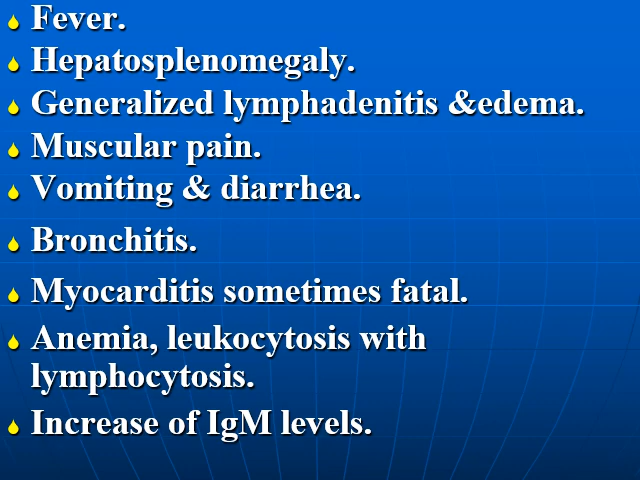 Fever.
Hepatosplenomegaly.
Generalized lymphadenitis &edema.
Muscular pain.
Vomiting & diarrhea.
Bronchitis.
Myocarditis sometimes fatal.
Anemia, leukocytosis with
lymphocytosis.
Increase of IgM levels.